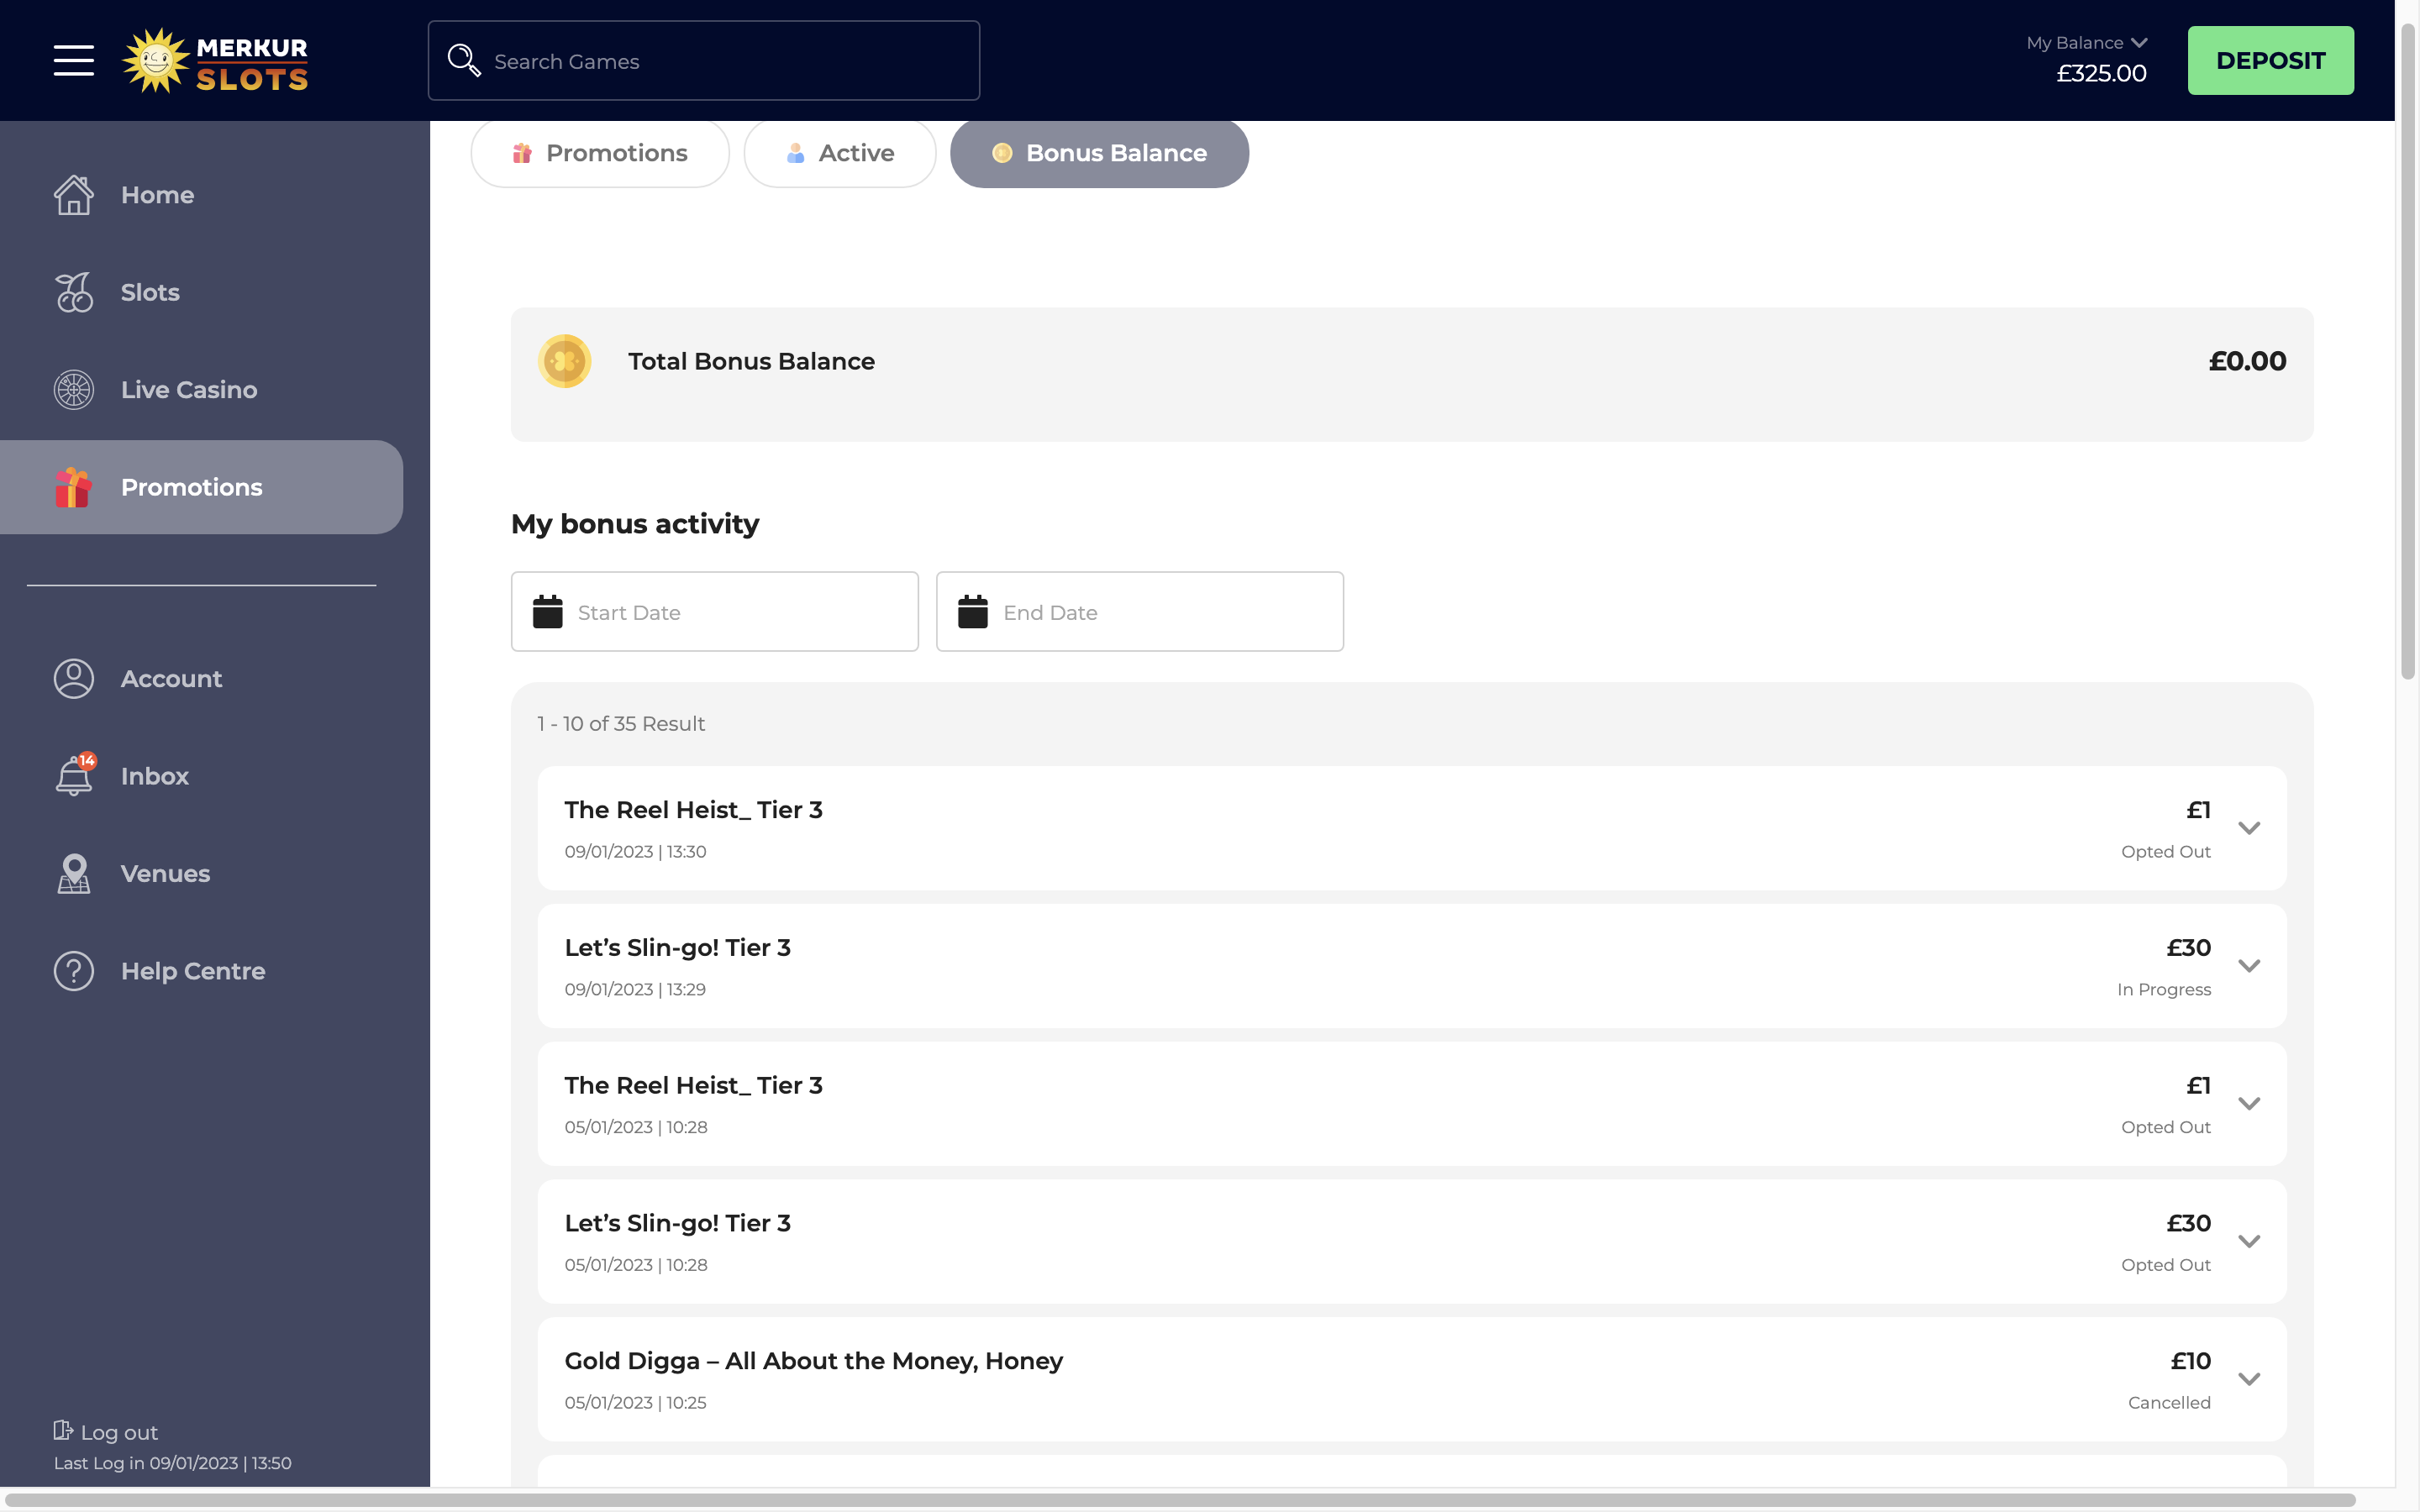 MERKUR
SLOTS
Search Games
My Balance
£325.00
DEPOSIT
Home
Slots
Live Casino
Promotions
Account
14
Inbox
Venues
Help Centre
Log out
Last Log in 09/01/2023 | 13:50
Promotions
Active
Bonus Balance
Total Bonus Balance
£0.00
My bonus activity
Start Date
End Date
1 - 10 of 35 Result
The Reel Heist_ Tier 3
£1
09/01/2023 | 13:30
Opted Out
Let’s Slin-go! Tier 3
£30
09/01/2023 | 13:29
In Progress
The Reel Heist_ Tier 3
£1
05/01/2023 | 10:28
Opted Out
Let’s Slin-go! Tier 3
£30
05/01/2023 | 10:28
Opted Out
Gold Digga – All About the Money, Honey
£10
05/01/2023 | 10:25
Cancelled